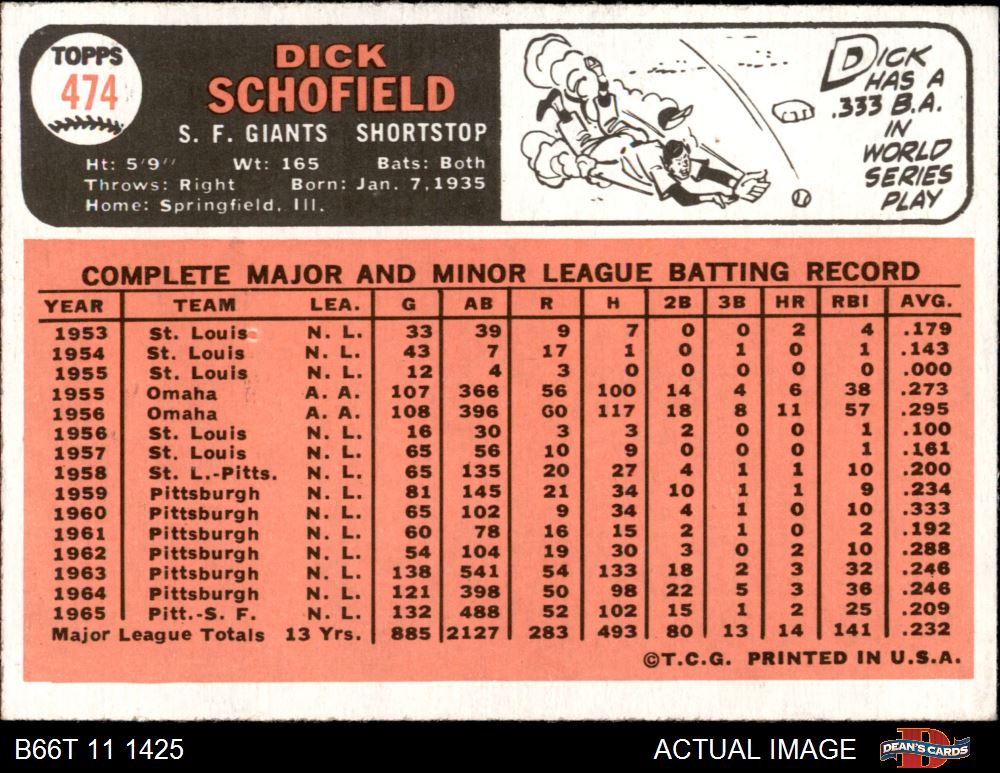 TOPPS
474
DICK
SCHOFIELD
S. F. GIANTS SHORTSTOP
Ht: 5'9" Wt: 165 Bats: Both
Throws: Right Born: Jan. 7, 1935
Home: Springfield, Ill.
DICK
HAS A
.333 B.A.
IN
WORLD
SERIES
PLAY
COMPLETE MAJOR AND MINOR LEAGUE BATTING RECORD
YEAR TEAM LEA. G AB R H 2B 3B HR RBI AVG.
1953 St. Louis N. L. 33 39 9 7 0 0 2 4 .179
1954 St. Louis N. L. 43 7 17 1 0 1 0 1 .143
1955 St. Louis N. L. 12 4 3 0 0 0 0 0 .000
1955 Omaha A. A. 107 366 56 100 14 4 6 38 .273
1956 Omaha A. A. 108 396 60 117 18 8 11 57 .295
1956 St. Louis N. L. 16 30 3 3 2 0 0 1 .100
1957 St. Louis N. L. 65 56 10 9 0 0 0 1 .161
1958 St. L.-Pitts. N. L. 65 135 20 27 4 1 1 10 .200
1959 Pittsburgh N. L. 81 145 21 34 10 1 1 9 .234
1960 Pittsburgh N. L. 65 102 9 34 4 1 0 10 .333
1961 Pittsburgh N. L. 60 78 16 15 2 1 0 2 .192
1962 Pittsburgh N. L. 54 104 19 30 3 0 2 10 .288
1963 Pittsburgh N. L. 138 541 54 133 18 2 3 32 .246
1964 Pittsburgh N. L. 121 398 50 98 22 5 3 36 .246
1965 Pitt.-S. F. N. L. 132 488 52 102 15 1 2 25 .209
Major League Totals 13 Yrs. 885 2127 283 493 80 13 14 141 .232
©T.C.G. PRINTED IN U.S.A.
B66T 11 1425
ACTUAL IMAGE
DEAN'S CARDS